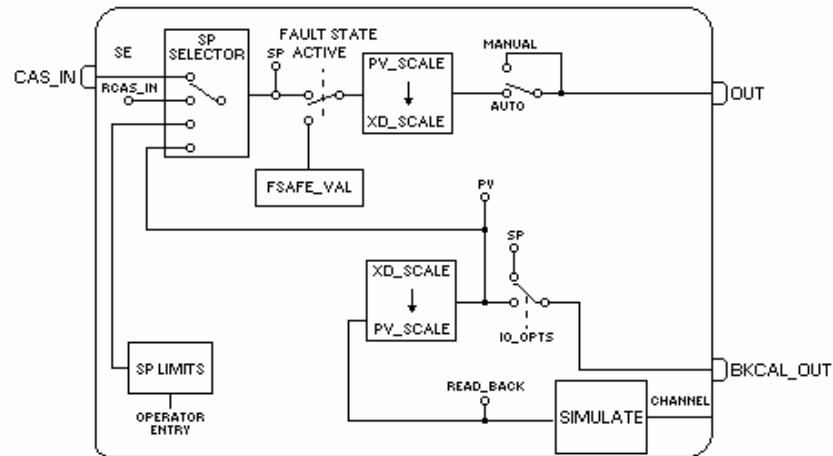 SE
SP
SELECTOR
FAULT STATE
ACTIVE
SP
PV_SCALE
XD_SCALE
MANUAL
AUTO
CAS_IN
RCAS_IN
OUT
FSAFE_VAL
PV
SP
XD_SCALE
PV_SCALE
IO_OPTS
SP LIMITS
OPERATOR
ENTRY
READ_BACK
SIMULATE
CHANNEL
BKCAL_OUT